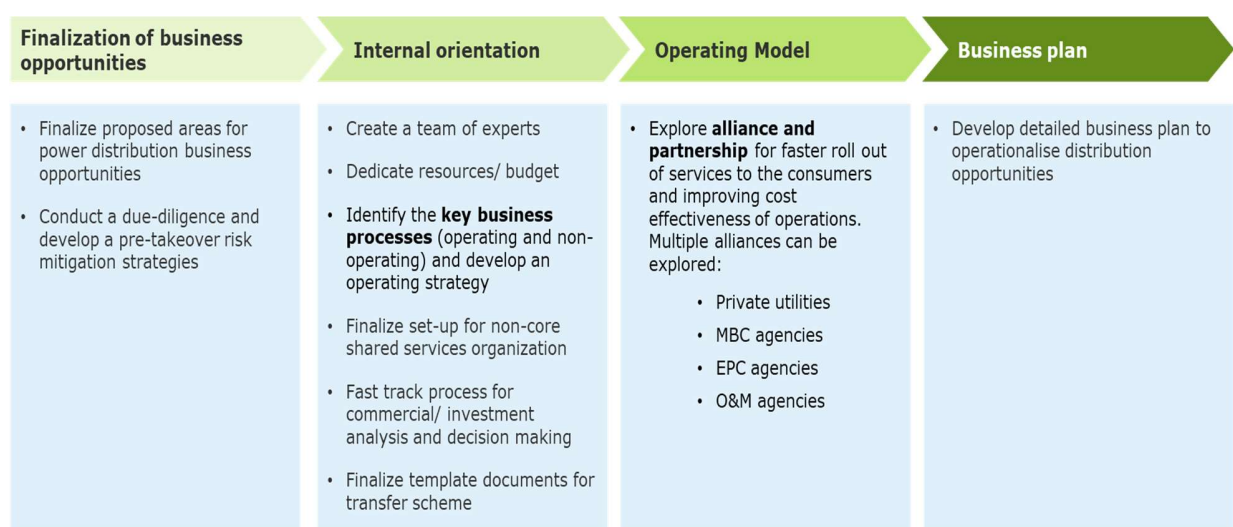 Finalization of business
opportunities
Internal orientation
Operating Model
Business plan
• Finalize proposed areas for
power distribution business
opportunities
• Conduct a due-diligence and
develop a pre-takeover risk
mitigation strategies
• Create a team of experts
• Dedicate resources/ budget
• Identify the key business
processes (operating and non-
operating) and develop an
operating strategy
• Finalize set-up for non-core
shared services organization
• Fast track process for
commercial/ investment
analysis and decision making
• Finalize template documents for
transfer scheme
• Explore alliance and
partnership for faster roll out
of services to the consumers
and improving cost
effectiveness of operations.
Multiple alliances can be
explored:
• Private utilities
• MBC agencies
• EPC agencies
• O&M agencies
• Develop detailed business plan to
operationalise distribution
opportunities